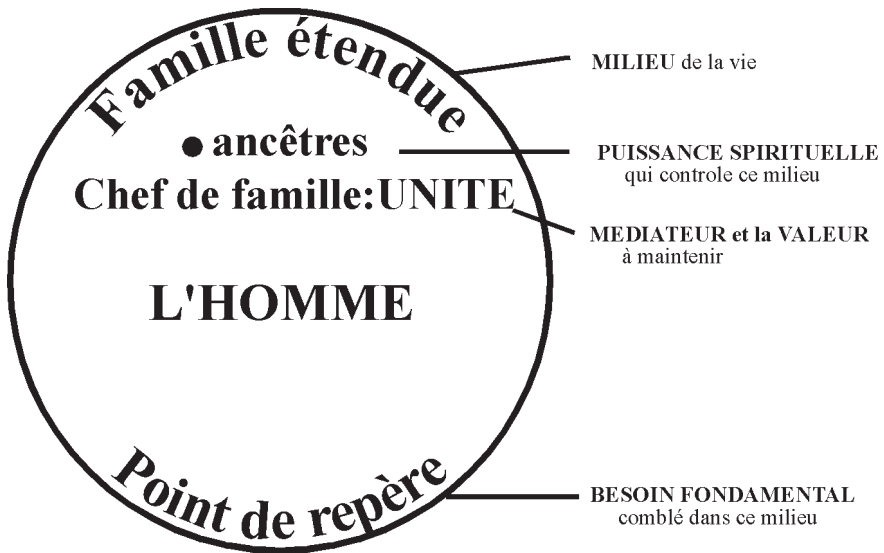 Famille étendue
MILIEU de la vie
● ancêtres
PUISSANCE SPIRITUELLE
qui controle ce milieu
Chef de famille:UNITE
MEDIATEUR et la VALEUR
à maintenir
L'HOMME
Point de repère
BESOIN FONDAMENTAL
comblé dans ce milieu